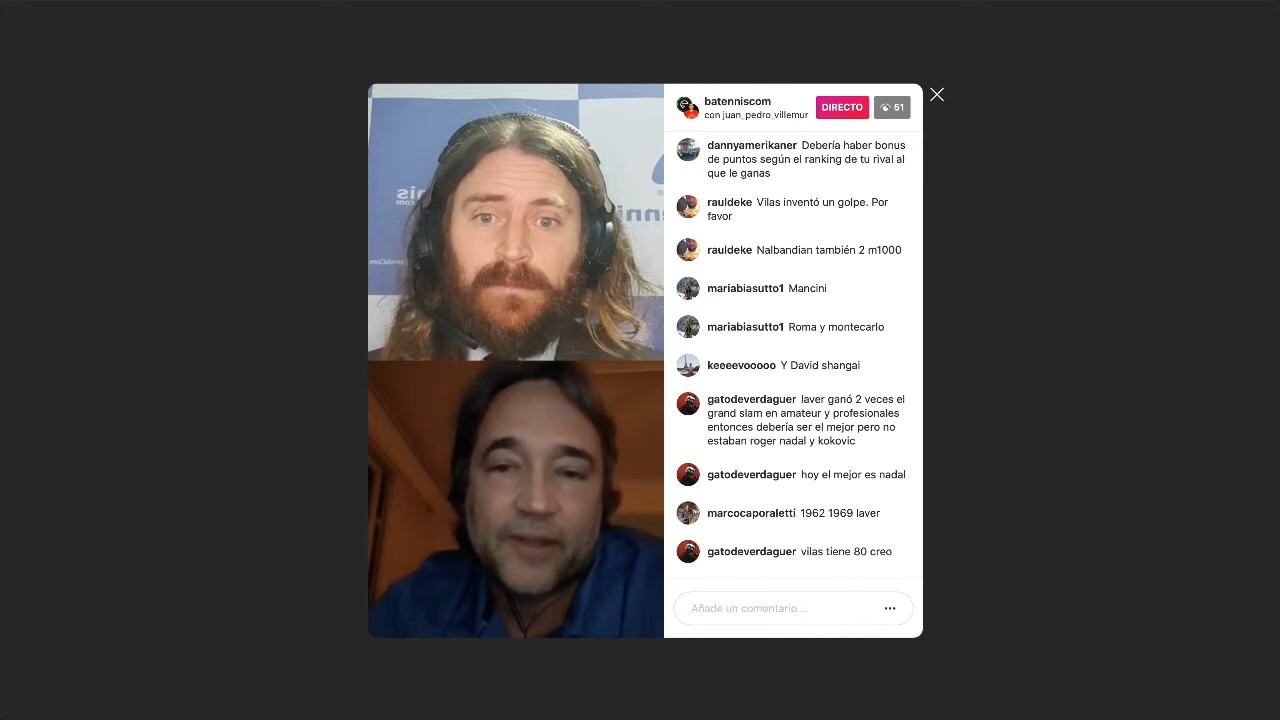 batenniscom
con juan_pedro_villemur
DIRECTO
51
dannyamerikaner Debería haber bonus
de puntos según el ranking de tu rival al
que le ganas
rauldeke Vilas inventó un golpe. Por
favor
rauldeke Nalbandian también 2 m1000
mariabiasutto1 Mancini
mariabiasutto1 Roma y montecarlo
keeeevooooo Y David shangai
gatodeverdaguer laver ganó 2 veces el
grand slam en amateur y profesionales
entonces debería ser el mejor pero no
estaban roger nadal y kokovic
gatodeverdaguer hoy el mejor es nadal
marcocaporaletti 1962 1969 laver
gatodeverdaguer vilas tiene 80 creo
Añade un comentario...